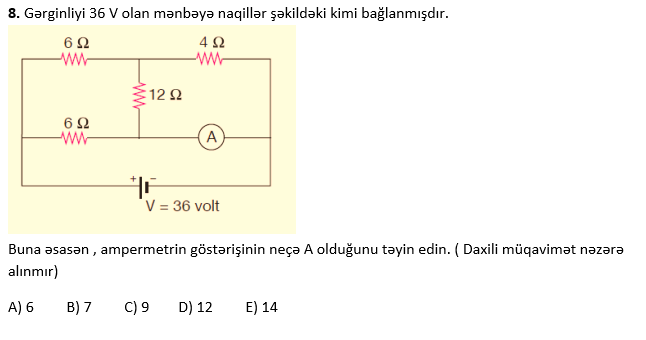 8. Gərginliyi 36 V olan mənbəyə naqillər şəkildəki kimi bağlanmışdır.
6 Ω 4 Ω
12 Ω
6 Ω
A
+ −
V = 36 volt
Buna əsasən , ampermetrin göstərişinin neçə A olduğunu təyin edin. ( Daxili müqavimət nəzərə
alınmır)
A) 6 B) 7 C) 9 D) 12 E) 14